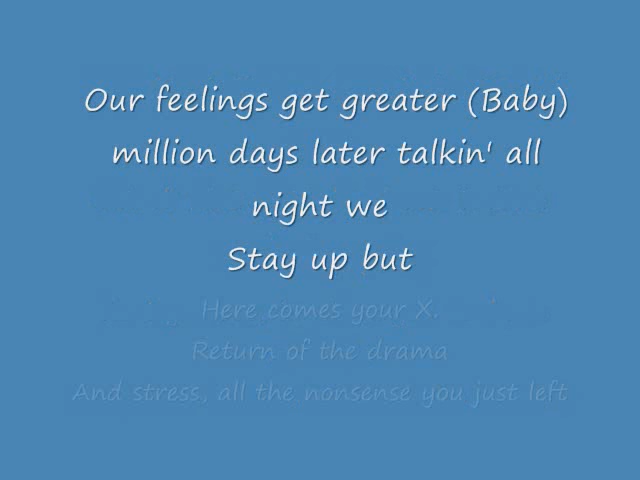 Our feelings get greater (Baby)
million days later talkin' all
night we
Stay up but
Here comes your X.
Return of the drama
And stress, all the nonsense you just left